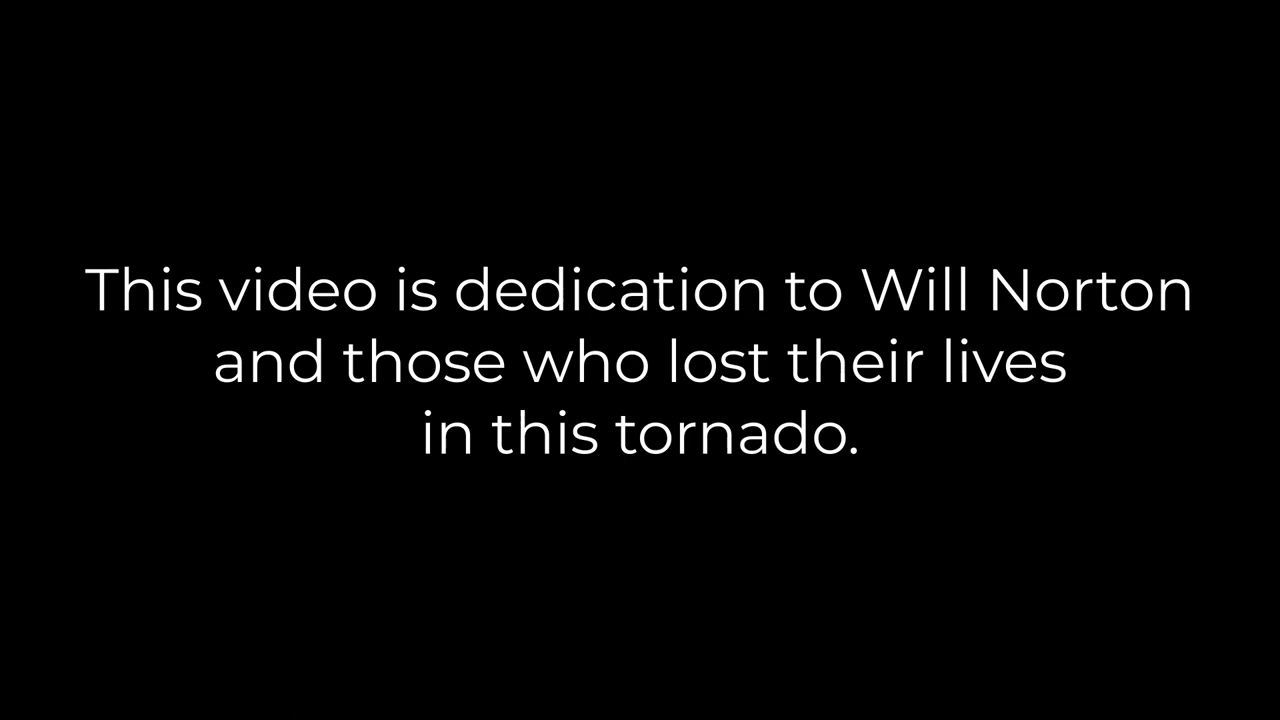 This video is dedication to Will Norton
and those who lost their lives
in this tornado.